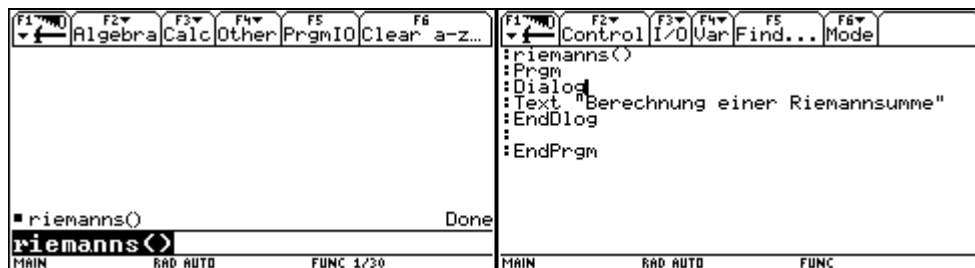 F1 F2 F3 F4 F5 F6
Algebra Calc Other PrgmIO Clear a-z…
riemanns() Done
riemanns()
MAIN RAD AUTO FUNC 1/30
F1 F2 F3 F4 F5 F6
Control I/O Var Find... Mode
:riemanns()
:Prgm
:Dialog
:Text "Berechnung einer Riemannsumme"
:EndDlog
:
:EndPrgm
MAIN RAD AUTO FUNC